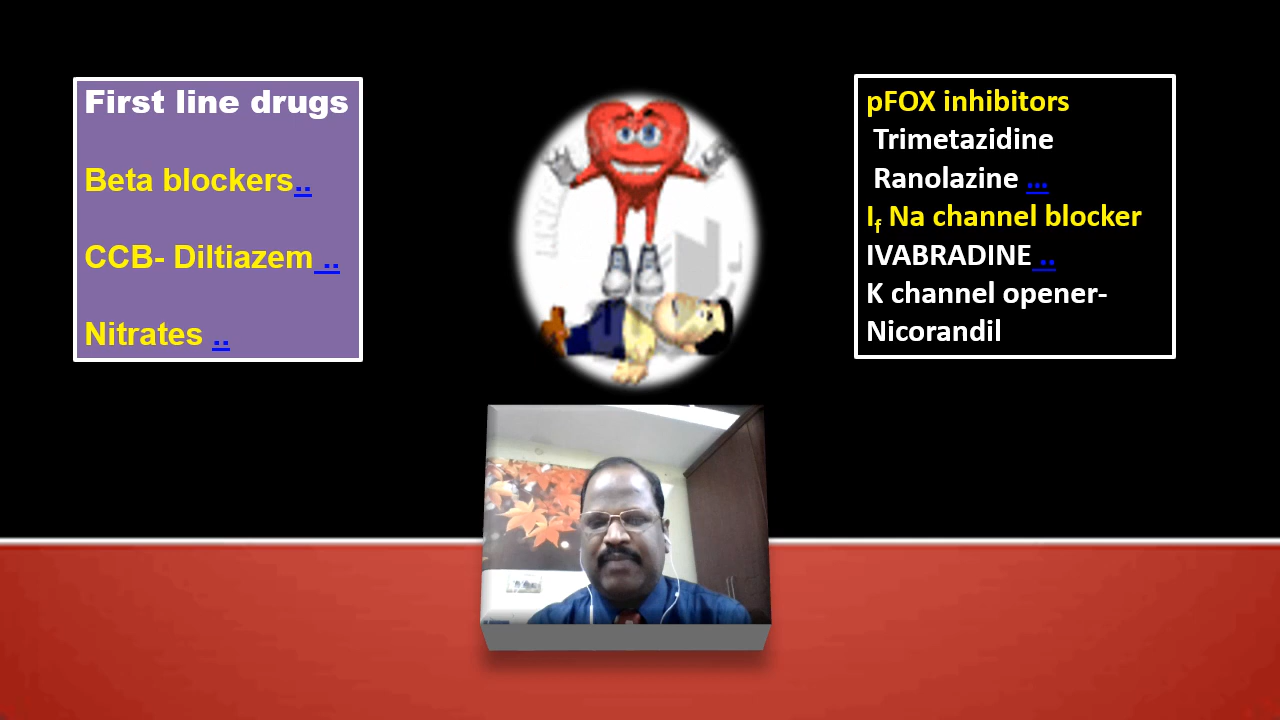 First line drugs
Beta blockers..
CCB- Diltiazem ..
Nitrates ..
pFOX inhibitors
Trimetazidine
Ranolazine ...
If Na channel blocker
IVABRADINE ..
K channel opener-
Nicorandil